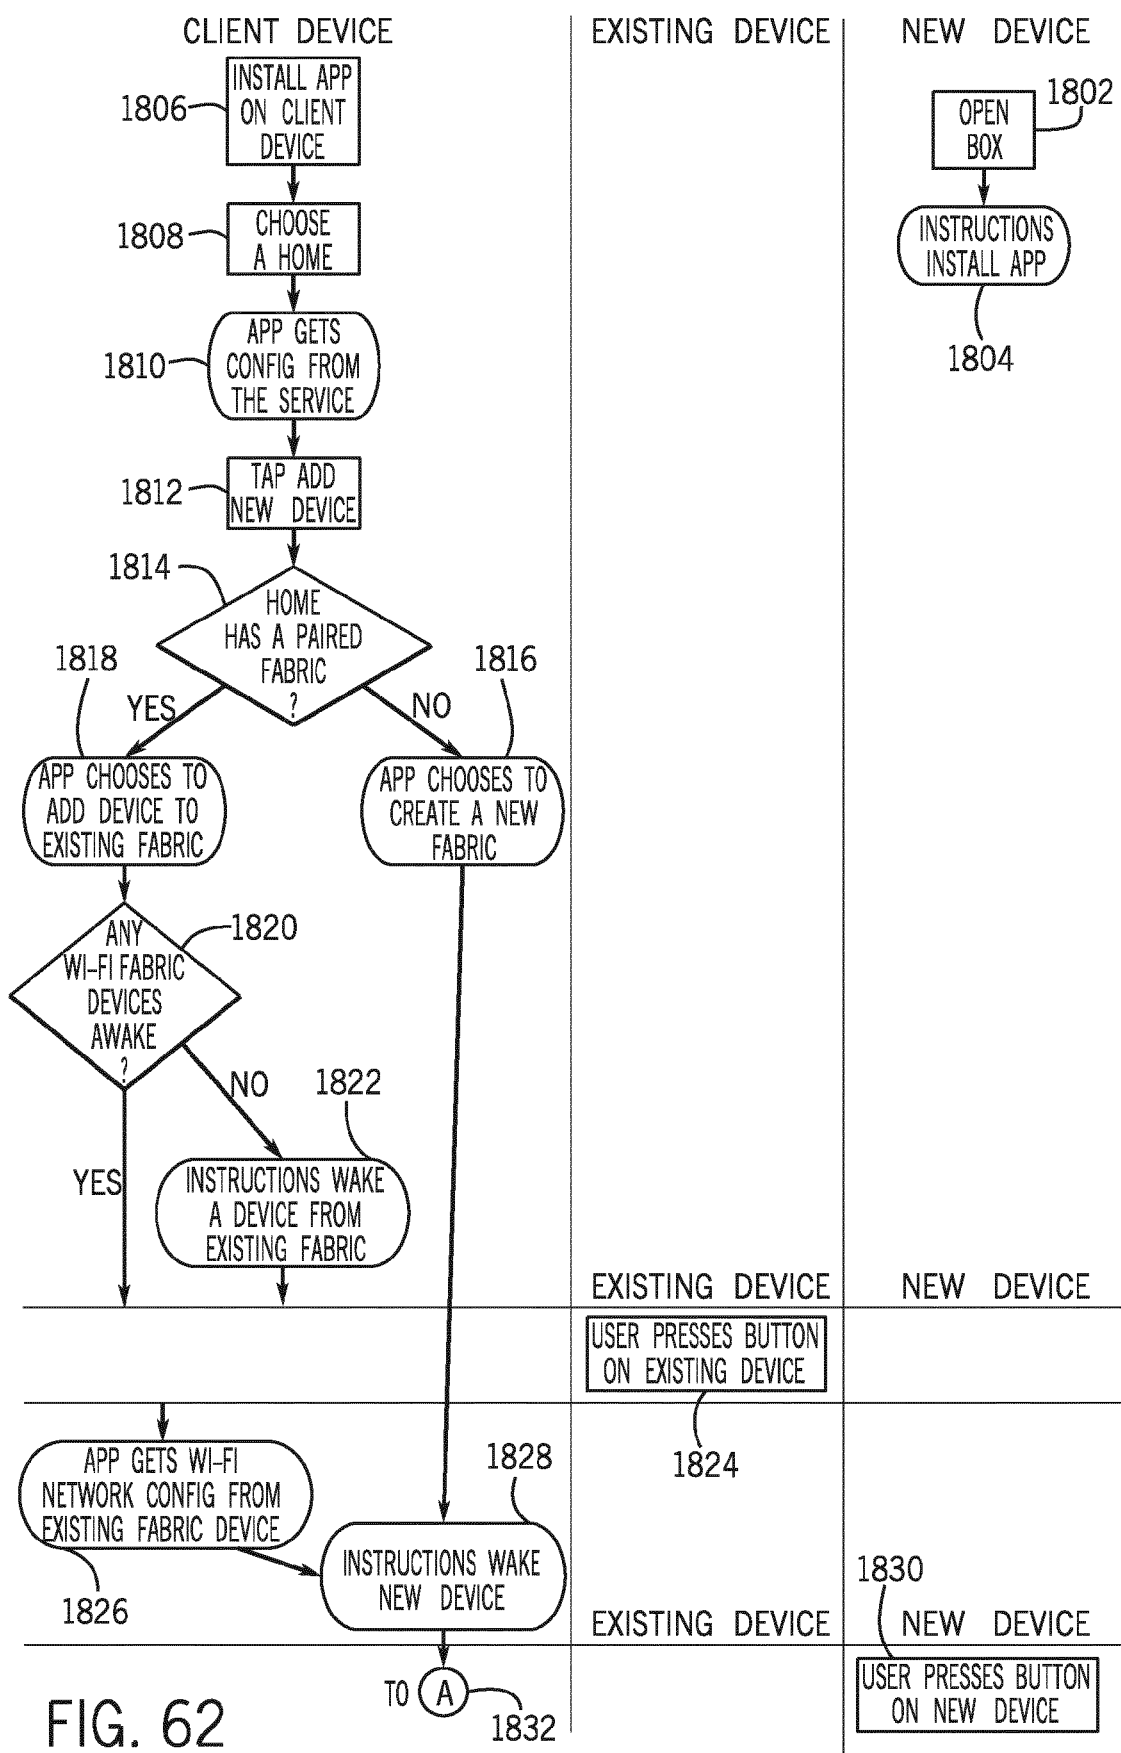 CLIENT DEVICE
EXISTING DEVICE
NEW DEVICE
1806
INSTALL APP
ON CLIENT
DEVICE
1802
OPEN
BOX
1808
CHOOSE
A HOME
INSTRUCTIONS
INSTALL APP
1804
1810
APP GETS
CONFIG FROM
THE SERVICE
1812
TAP ADD
NEW DEVICE
1814
HOME
HAS A PAIRED
FABRIC
?
1818
YES
NO
1816
APP CHOOSES TO
ADD DEVICE TO
EXISTING FABRIC
APP CHOOSES TO
CREATE A NEW
FABRIC
1820
ANY
WI–FI FABRIC
DEVICES
AWAKE
?
NO
1822
YES
INSTRUCTIONS WAKE
A DEVICE FROM
EXISTING FABRIC
EXISTING DEVICE
NEW DEVICE
USER PRESSES BUTTON
ON EXISTING DEVICE
1824
APP GETS WI–FI
NETWORK CONFIG FROM
EXISTING FABRIC DEVICE
1826
1828
INSTRUCTIONS WAKE
NEW DEVICE
1830
EXISTING DEVICE
NEW DEVICE
USER PRESSES BUTTON
ON NEW DEVICE
TO A
1832
FIG. 62